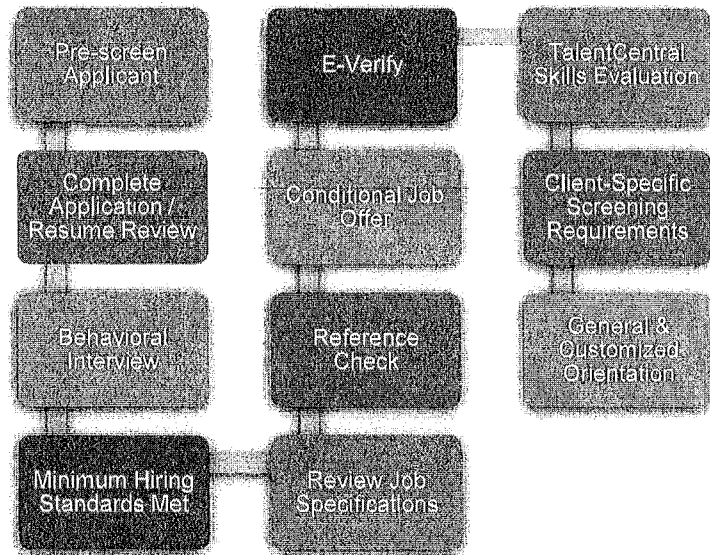 Pre-screen
Applicant
Complete
Application /
Resume Review
Behavioral
Interview
Minimum Hiring
Standards Met
Review Job
Specifications
Reference
Check
Conditional Job
Offer
E-Verify
TalentCentral
Skills Evaluation
Client-Specific
Screening
Requirements
General &
Customized
Orientation